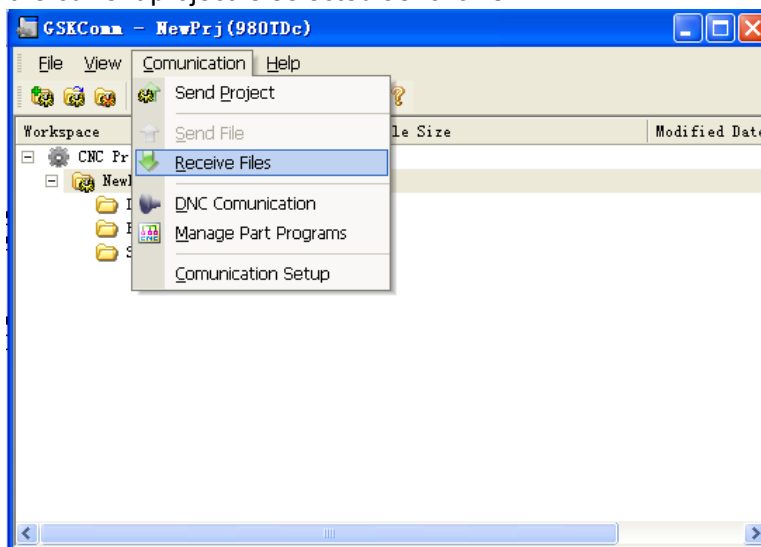 GSKComm - NewPrj(980TDc)
File View Comunication Help
Send Project
Workspace Send File le Size Modified Date
CNC Pr Receive Files
New
DNC Comunication
Manage Part Programs
Comunication Setup